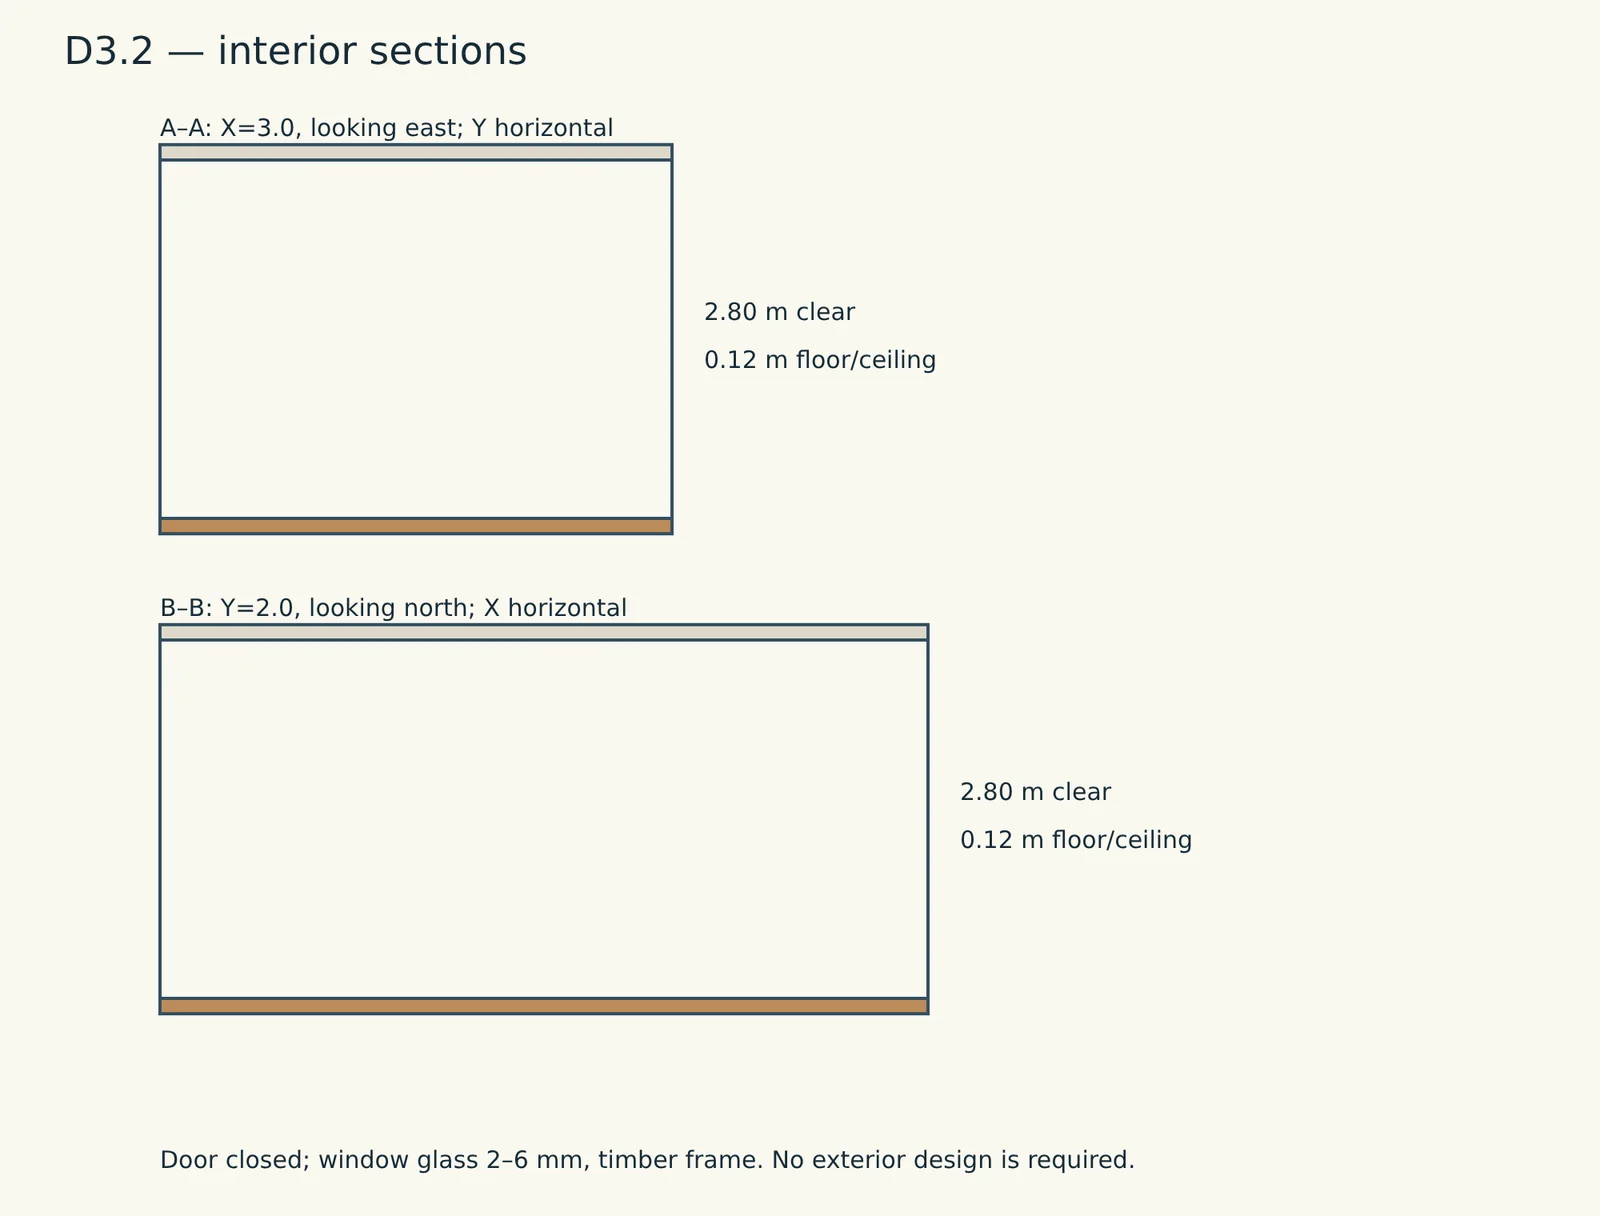 D3.2 — interior sections
A–A: X=3.0, looking east; Y horizontal
2.80 m clear
0.12 m floor/ceiling
B–B: Y=2.0, looking north; X horizontal
2.80 m clear
0.12 m floor/ceiling
Door closed; window glass 2–6 mm, timber frame. No exterior design is required.